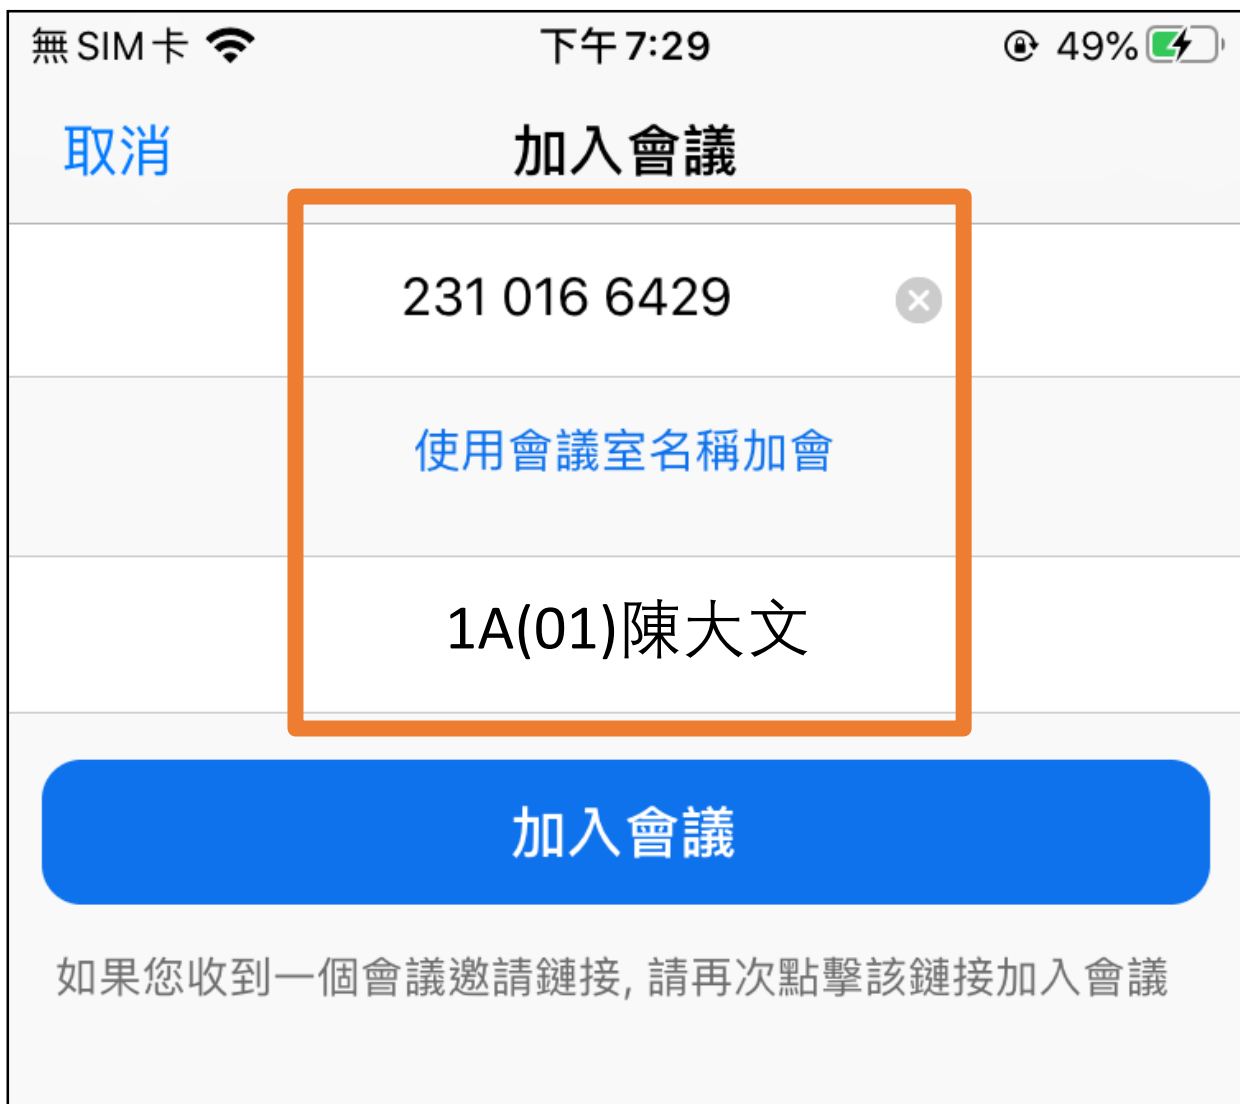 無 SIM 卡 下午 7:29 49%
取消 加入會議
231 016 6429
使用會議室名稱加會
1A(01)陳大文
加入會議
如果您收到一個會議邀請鏈接, 請再次點擊該鏈接加入會議